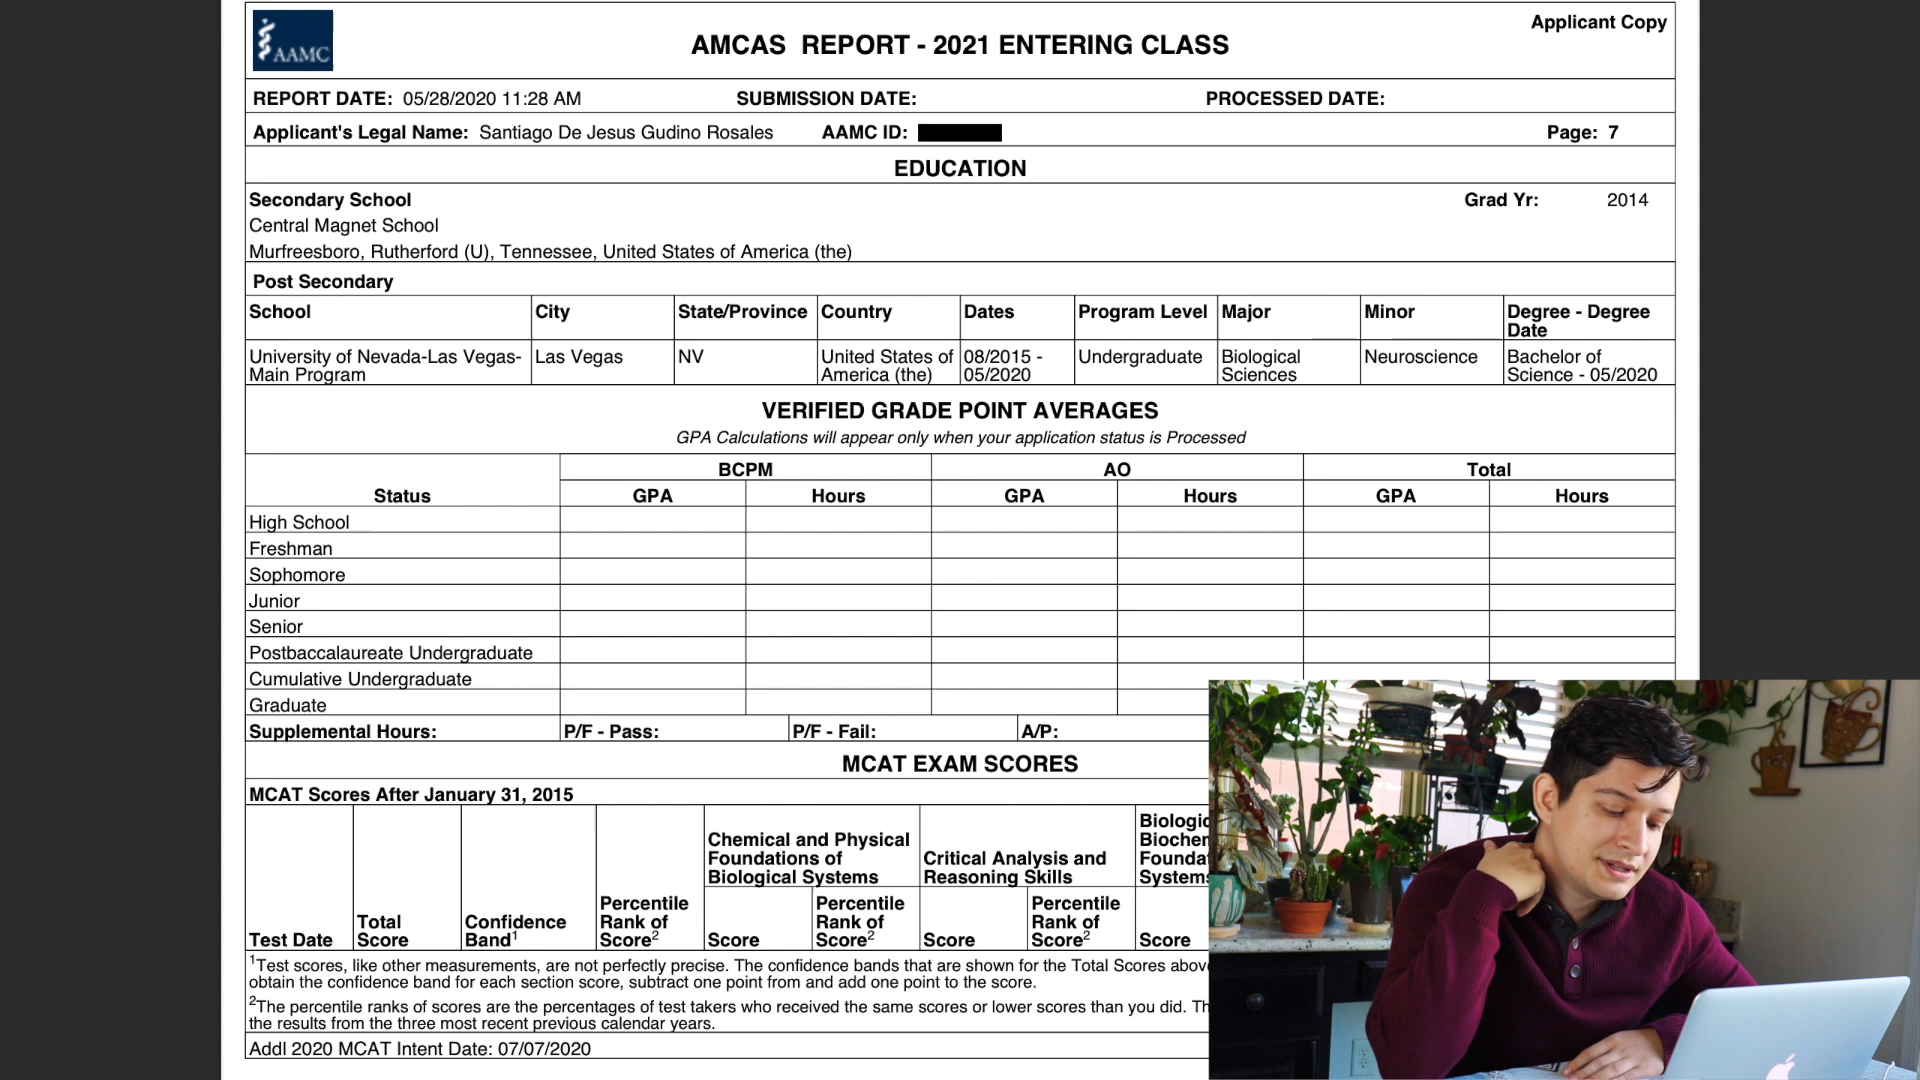 AAMC
Applicant Copy
AMCAS REPORT - 2021 ENTERING CLASS
REPORT DATE: 05/28/2020 11:28 AM SUBMISSION DATE: PROCESSED DATE:
Applicant's Legal Name: Santiago De Jesus Gudino Rosales AAMC ID: Page: 7
EDUCATION
Secondary School Grad Yr: 2014
Central Magnet School
Murfreesboro, Rutherford (U), Tennessee, United States of America (the)
Post Secondary
School City State/Province Country Dates Program Level Major Minor Degree - Degree
Date
University of Nevada-Las Vegas- Las Vegas NV United States of 08/2015 - Undergraduate Biological Neuroscience Bachelor of
Main Program America (the) 05/2020 Sciences Science - 05/2020
VERIFIED GRADE POINT AVERAGES
GPA Calculations will appear only when your application status is Processed
BCPM AO Total
Status GPA Hours GPA Hours GPA Hours
High School
Freshman
Sophomore
Junior
Senior
Postbaccalaureate Undergraduate
Cumulative Undergraduate
Graduate
Supplemental Hours: P/F - Pass: P/F - Fail: A/P:
MCAT EXAM SCORES
MCAT Scores After January 31, 2015
Test Date
Total
Score
Confidence
Band1
Percentile
Rank of
Score2
Chemical and Physical
Foundations of
Biological Systems
Score
Percentile
Rank of
Score2
Critical Analysis and
Reasoning Skills
Score
Percentile
Rank of
Score2
Biologic
Biochem
Founda
Systems
Score
1Test scores, like other measurements, are not perfectly precise. The confidence bands that are shown for the Total Scores above
obtain the confidence band for each section score, subtract one point from and add one point to the score.
2The percentile ranks of scores are the percentages of test takers who received the same scores or lower scores than you did. Th
the results from the three most recent previous calendar years.
Addl 2020 MCAT Intent Date: 07/07/2020